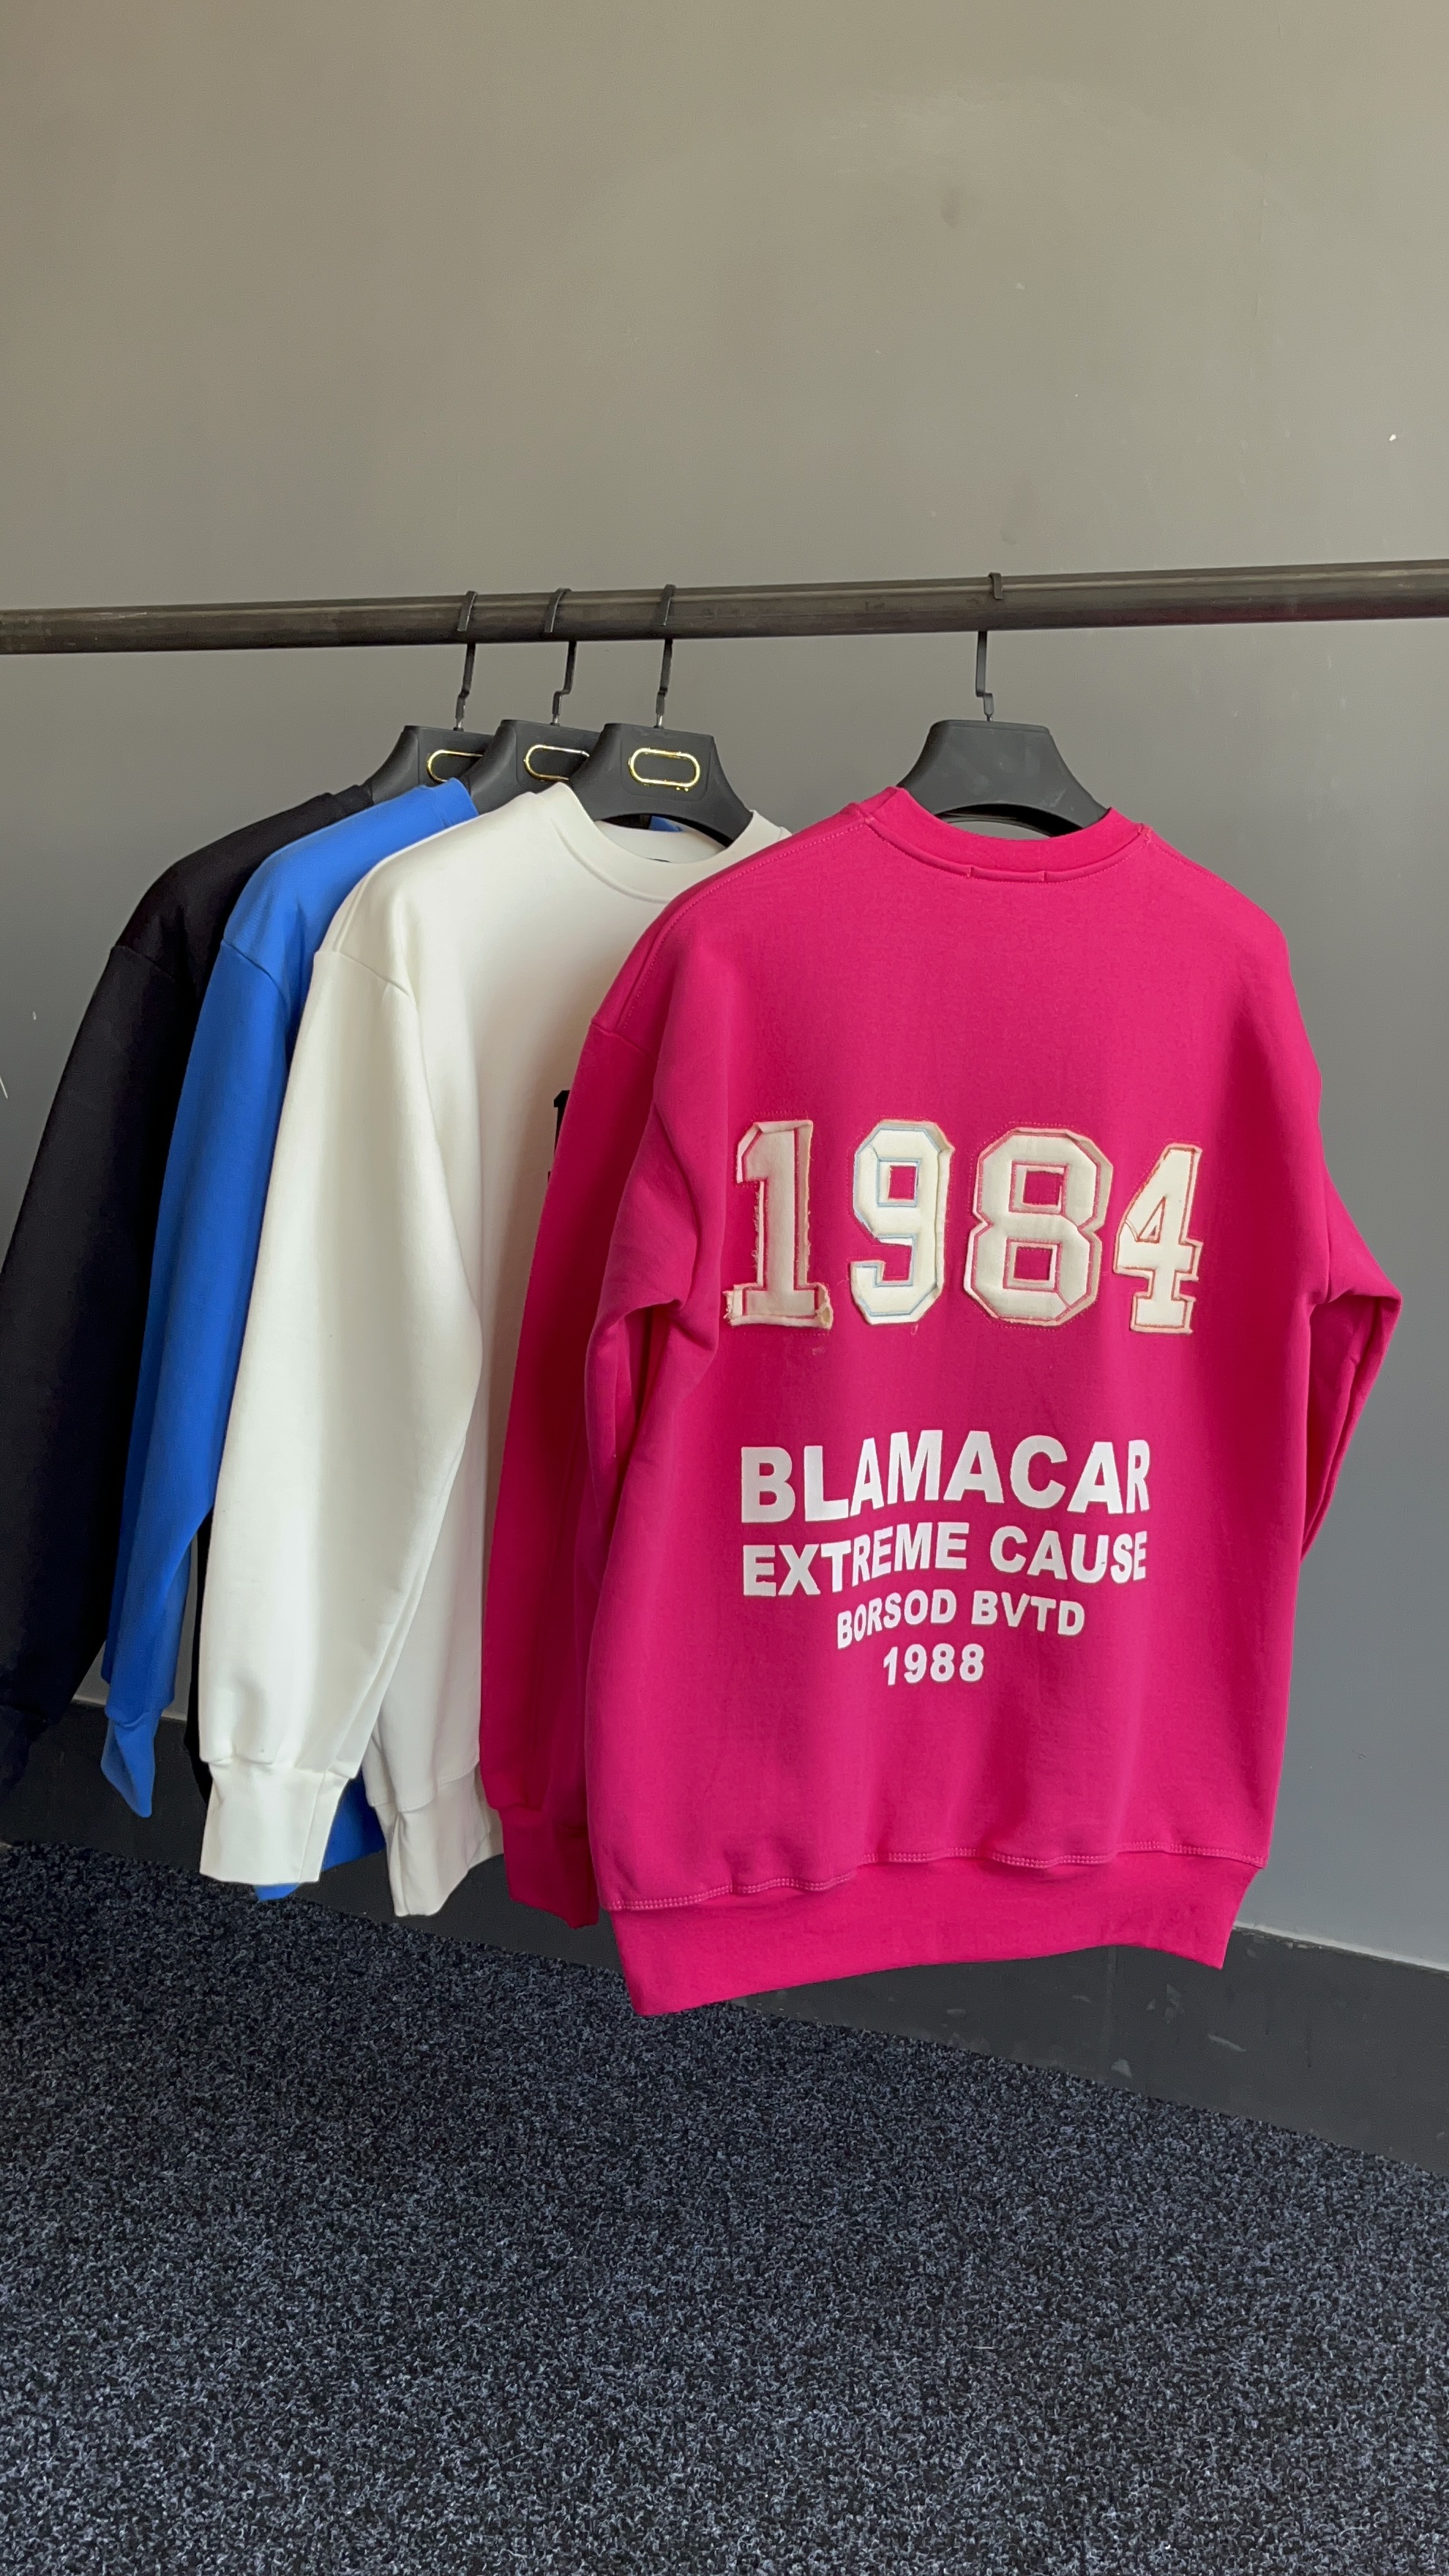 1984
BLAMACAR
EXTREME CAUSE
BORSOD BVTD
1988